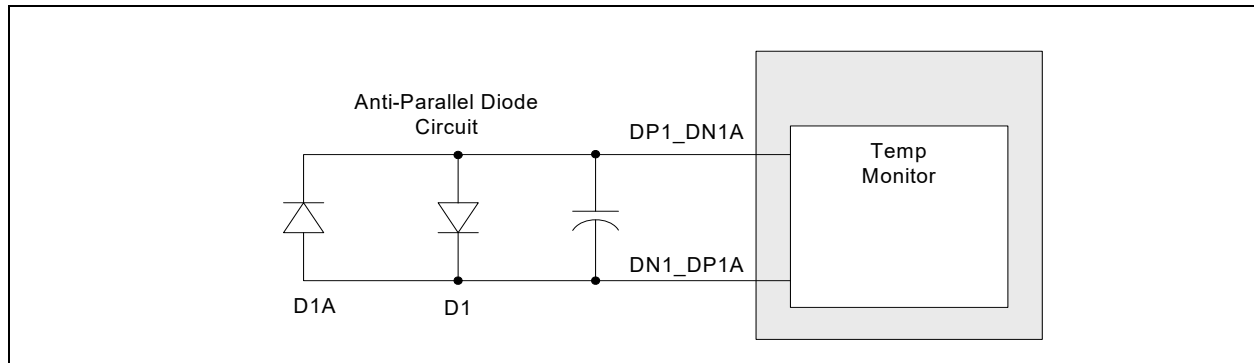 Anti-Parallel Diode
Circuit
DP1_DN1A
Temp
Monitor
DN1_DP1A
D1A
D1